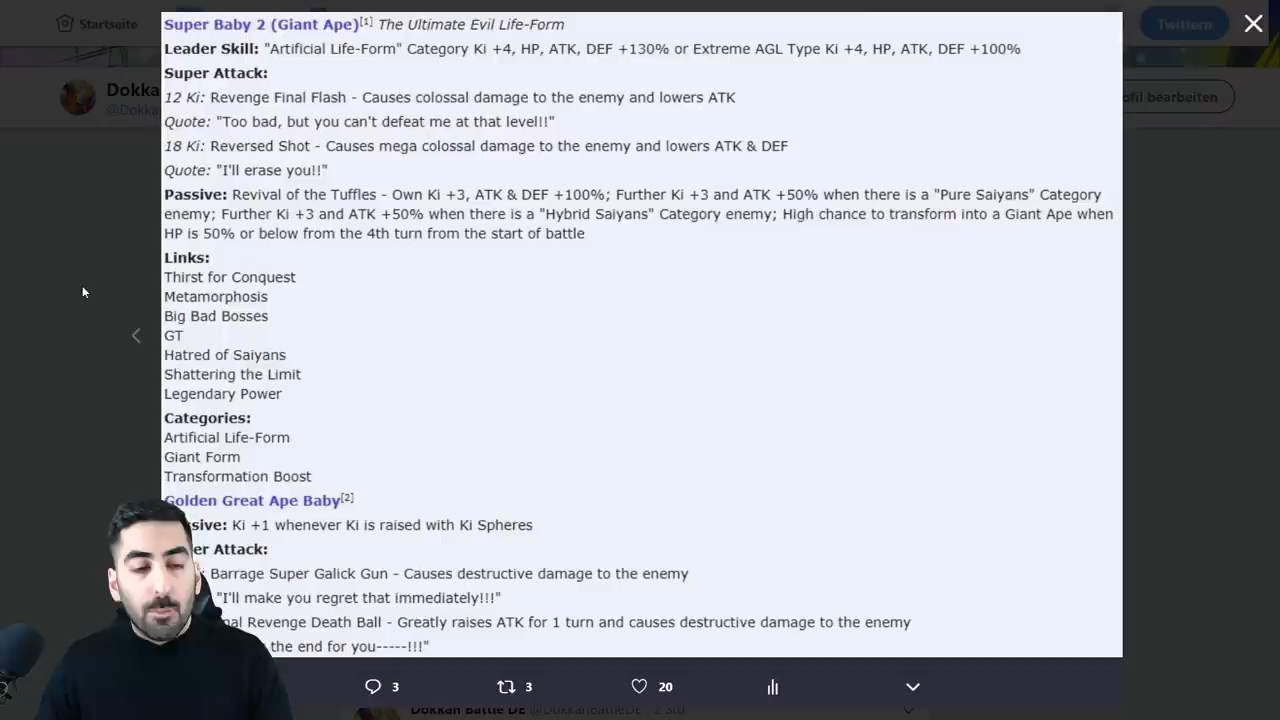 Startseite
Twittern
Super Baby 2 (Giant Ape)[1] The Ultimate Evil Life-Form
Leader Skill: "Artificial Life-Form" Category Ki +4, HP, ATK, DEF +130% or Extreme AGL Type Ki +4, HP, ATK, DEF +100%
Super Attack:
Dokka
ofil bearbeiten
12 Ki: Revenge Final Flash - Causes colossal damage to the enemy and lowers ATK
@Dokka
Quote: "Too bad, but you can't defeat me at that level!!"
18 Ki: Reversed Shot - Causes mega colossal damage to the enemy and lowers ATK & DEF
Quote: "I'll erase you!!"
Passive: Revival of the Tuffles - Own Ki +3, ATK & DEF +100%; Further Ki +3 and ATK +50% when there is a "Pure Saiyans" Category
enemy; Further Ki +3 and ATK +50% when there is a "Hybrid Saiyans" Category enemy; High chance to transform into a Giant Ape when
HP is 50% or below from the 4th turn from the start of battle
Links:
Thirst for Conquest
Metamorphosis
Big Bad Bosses
GT
Hatred of Saiyans
Shattering the Limit
Legendary Power
Categories:
Artificial Life-Form
Giant Form
Transformation Boost
Golden Great Ape Baby[2]
sive: Ki +1 whenever Ki is raised with Ki Spheres
er Attack:
: Barrage Super Galick Gun - Causes destructive damage to the enemy
"I'll make you regret that immediately!!!"
nal Revenge Death Ball - Greatly raises ATK for 1 turn and causes destructive damage to the enemy
the end for you-----!!!"
3 3 20
Dokkan Battle DE @DokkanBattleDE · 2 Std